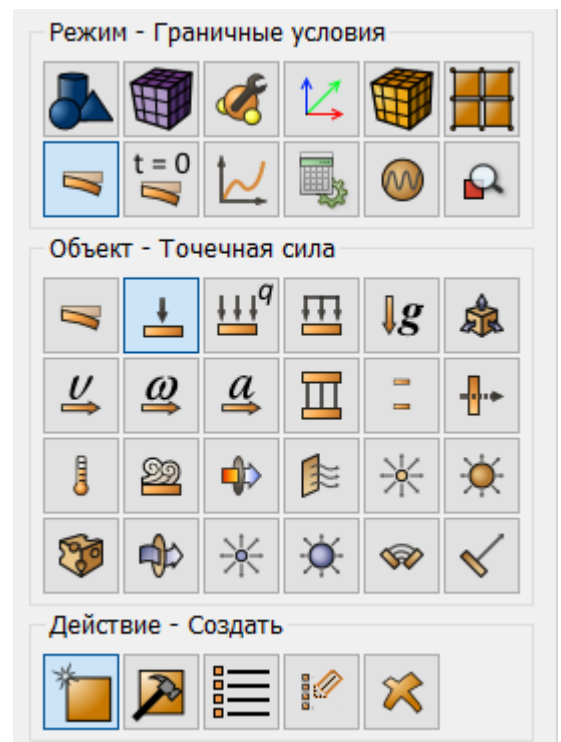 Режим - Граничные условия
t = 0
Объект - Точечная сила
q
g
υ ω a
Действие - Создать